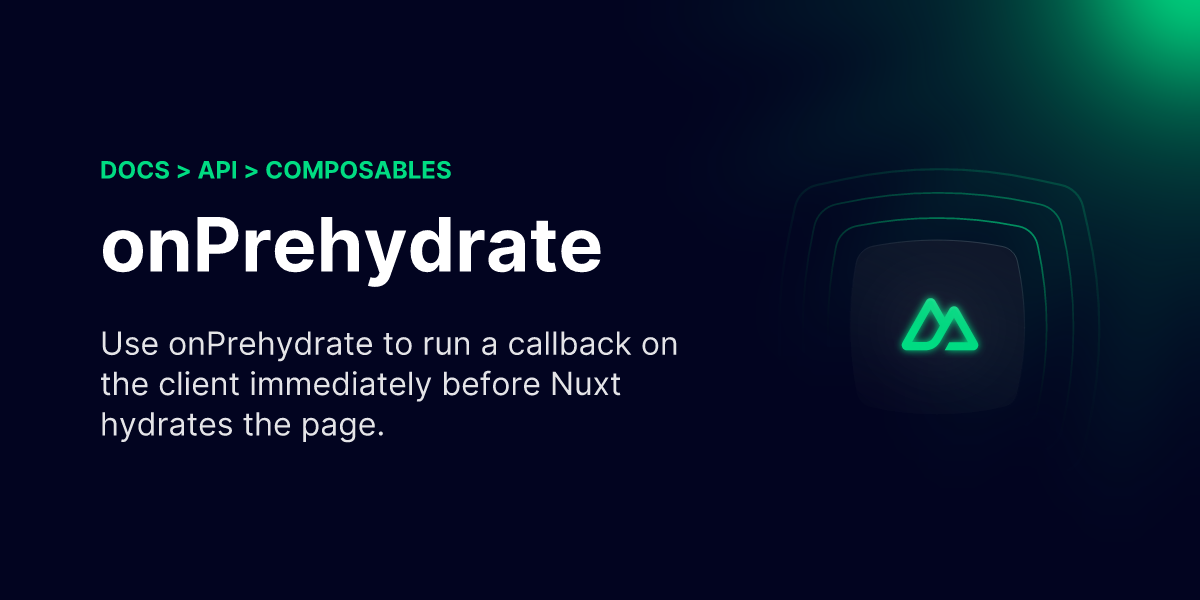 DOCS > API > COMPOSABLES
onPrehydrate
Use onPrehydrate to run a callback on
the client immediately before Nuxt
hydrates the page.